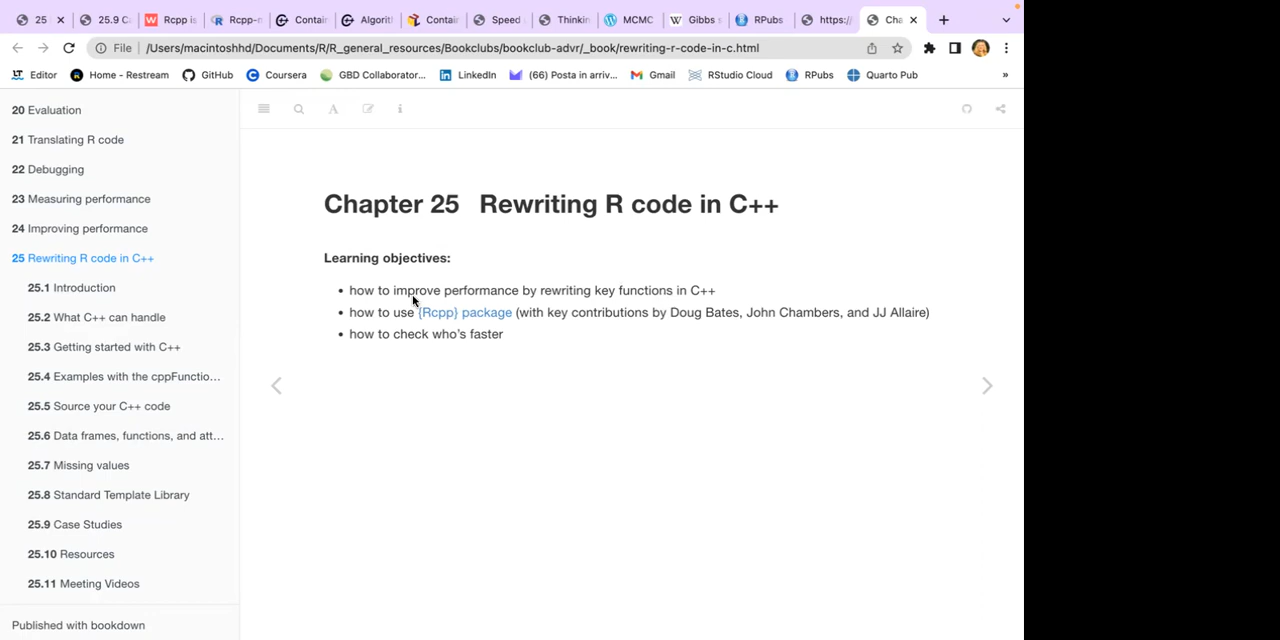 25
25.9 C
Rcpp is
Rcpp-
Contain
Algorit
Contain
Speed
Thinkin
MCMC
Gibbs s
RPubs
https:/
Cha
File
/Users/macintoshhd/Documents/R/R_general_resources/Bookclubs/bookclub-advr/_book/rewriting-r-code-in-c.html
Editor
Home - Restream
GitHub
Coursera
GBD Collaborator...
LinkedIn
(66) Posta in arriv...
Gmail
RStudio Cloud
RPubs
Quarto Pub
»
20 Evaluation
21 Translating R code
22 Debugging
23 Measuring performance
24 Improving performance
25 Rewriting R code in C++
25.1 Introduction
25.2 What C++ can handle
25.3 Getting started with C++
25.4 Examples with the cppFunctio...
25.5 Source your C++ code
25.6 Data frames, functions, and att...
25.7 Missing values
25.8 Standard Template Library
25.9 Case Studies
25.10 Resources
25.11 Meeting Videos
Published with bookdown
Chapter 25 Rewriting R code in C++
Learning objectives:
• how to improve performance by rewriting key functions in C++
• how to use {Rcpp} package (with key contributions by Doug Bates, John Chambers, and JJ Allaire)
• how to check who's faster